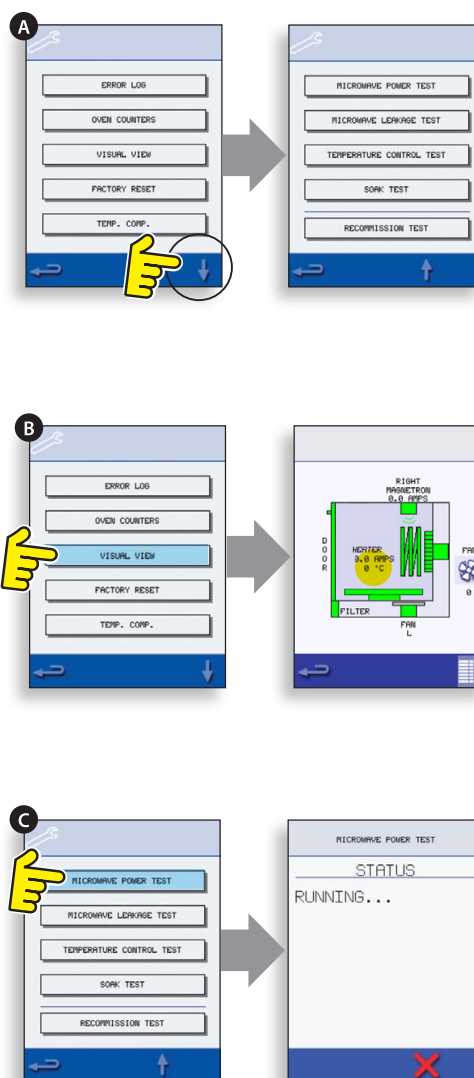 A
ERROR LOG
OVEN COUNTERS
VISUAL VIEW
FACTORY RESET
TEMP. COMP.
MICROWAVE POWER TEST
MICROWAVE LEAKAGE TEST
TEMPERATURE CONTROL TEST
SOAK TEST
RECOMMISSION TEST
B
ERROR LOG
OVEN COUNTERS
VISUAL VIEW
FACTORY RESET
TEMP. COMP.
RIGHT
MAGNETRON
0.0 AMPS
DOOR
HEATER
0.0 AMPS
0 °C
FAN
0
FILTER
FAN
L
C
MICROWAVE POWER TEST
MICROWAVE LEAKAGE TEST
TEMPERATURE CONTROL TEST
SOAK TEST
RECOMMISSION TEST
MICROWAVE POWER TEST
STATUS
RUNNING...